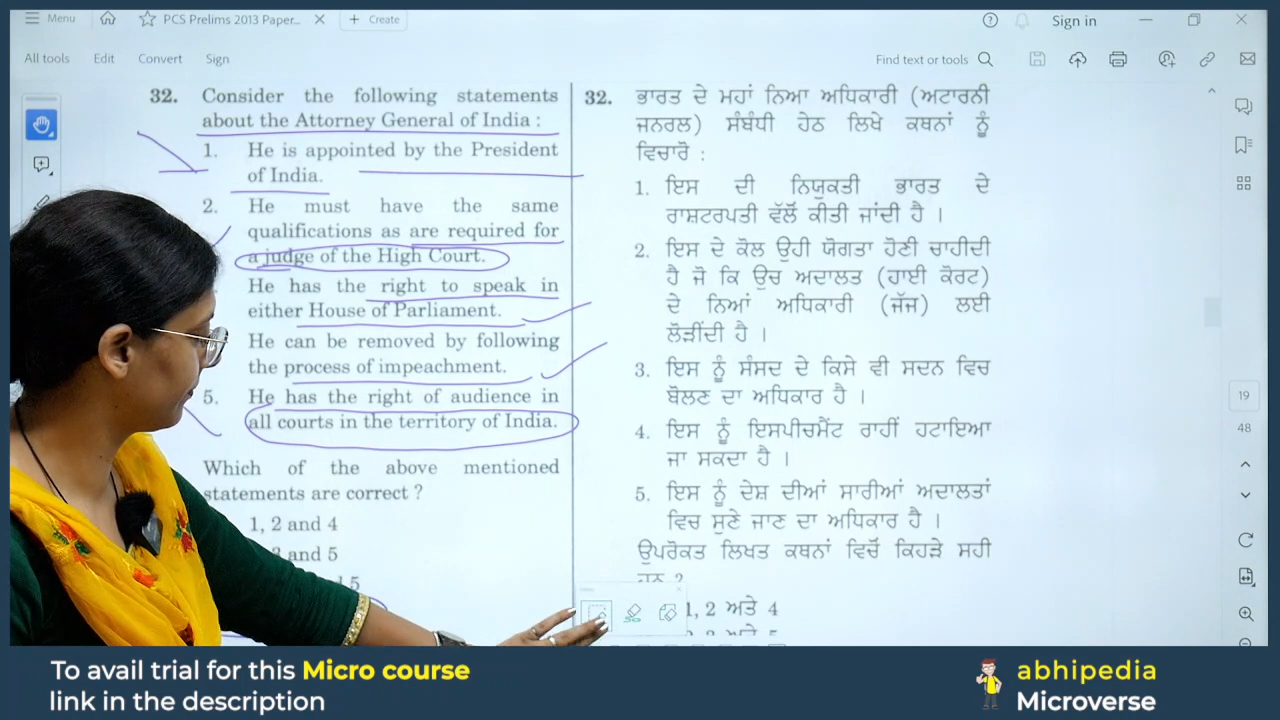 Menu
PCS Prelims 2013 Paper...
Create
Sign in
All tools Edit Convert Sign
Find text or tools
32. Consider the following statements
about the Attorney General of India :
1. He is appointed by the President
of India.
2. He must have the same
qualifications as are required for
a judge of the High Court.
He has the right to speak in
either House of Parliament.
He can be removed by following
the process of impeachment.
5. He has the right of audience in
all courts in the territory of India.
Which of the above mentioned
statements are correct ?
1, 2 and 4
and 5
5
32. ਭਾਰਤ ਦੇ ਮਹਾਂ ਨਿਆ ਅਧਿਕਾਰੀ (ਅਟਾਰਨੀ
ਜਨਰਲ) ਸੰਬੰਧੀ ਹੇਠ ਲਿਖੇ ਕਥਨਾਂ ਨੂੰ
ਵਿਚਾਰੋ :
1. ਇਸ ਦੀ ਨਿਯੁਕਤੀ ਭਾਰਤ ਦੇ
ਰਾਸ਼ਟਰਪਤੀ ਵੱਲੋਂ ਕੀਤੀ ਜਾਂਦੀ ਹੈ ।
2. ਇਸ ਦੇ ਕੋਲ ਉਹੀ ਯੋਗਤਾ ਹੋਣੀ ਚਾਹੀਦੀ
ਹੈ ਜੋ ਕਿ ਉਚ ਅਦਾਲਤ (ਹਾਈ ਕੋਰਟ)
ਦੇ ਨਿਆਂ ਅਧਿਕਾਰੀ (ਜੱਜ) ਲਈ
ਲੋੜੀਂਦੀ ਹੈ ।
3. ਇਸ ਨੂੰ ਸੰਸਦ ਦੇ ਕਿਸੇ ਵੀ ਸਦਨ ਵਿਚ
ਬੋਲਣ ਦਾ ਅਧਿਕਾਰ ਹੈ ।
4. ਇਸ ਨੂੰ ਇਸਪੀਚਮੈਂਟ ਰਾਹੀਂ ਹਟਾਇਆ
ਜਾ ਸਕਦਾ ਹੈ ।
5. ਇਸ ਨੂੰ ਦੇਸ਼ ਦੀਆਂ ਸਾਰੀਆਂ ਅਦਾਲਤਾਂ
ਵਿਚ ਸੁਣੇ ਜਾਣ ਦਾ ਅਧਿਕਾਰ ਹੈ ।
ਉਪਰੋਕਤ ਲਿਖਤ ਕਥਨਾਂ ਵਿਚੋਂ ਕਿਹੜੇ ਸਹੀ
1, 2 ਅਤੇ 4
19
48
To avail trial for this Micro course
link in the description
abhipedia
Microverse